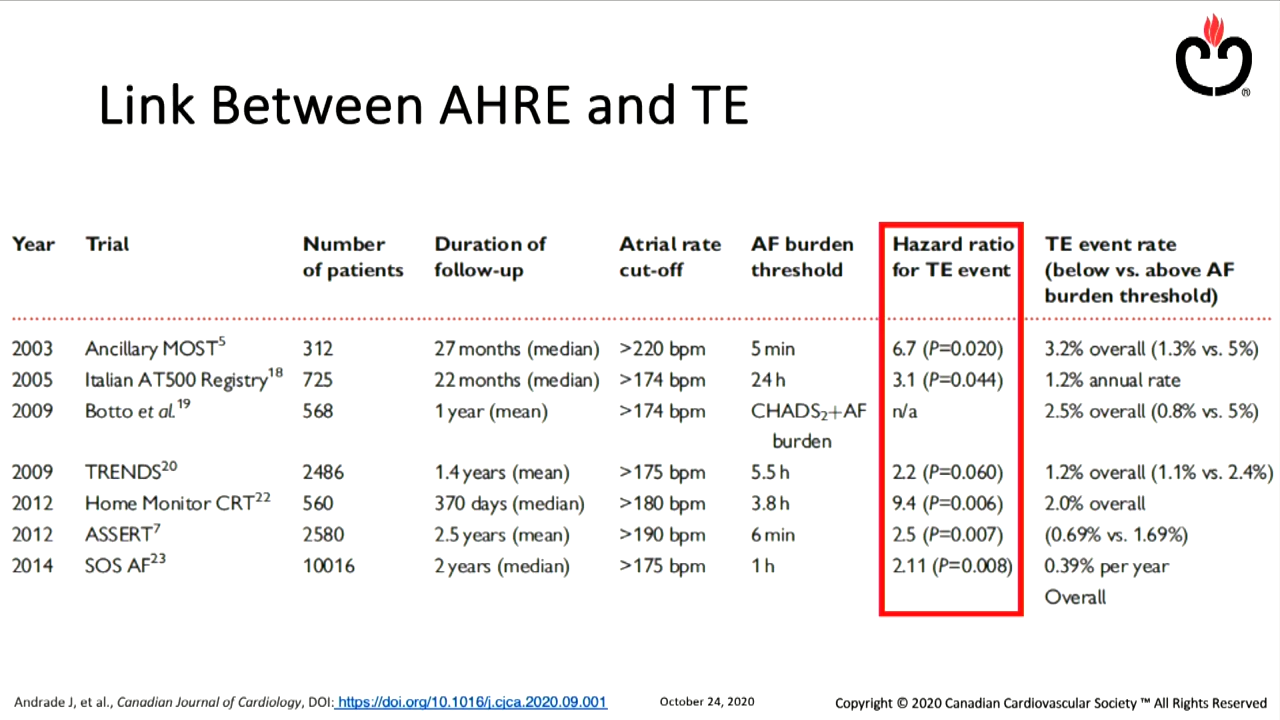 Link Between AHRE and TE
Year Trial Number of patients Duration of follow-up Atrial rate cut-off AF burden threshold Hazard ratio for TE event TE event rate (below vs. above AF burden threshold)
2003 Ancillary MOST5 312 27 months (median) >220 bpm 5 min 6.7 (P=0.020) 3.2% overall (1.3% vs. 5%)
2005 Italian AT500 Registry18 725 22 months (median) >174 bpm 24 h 3.1 (P=0.044) 1.2% annual rate
2009 Botto et al.19 568 1 year (mean) >174 bpm CHADS2+AF burden n/a 2.5% overall (0.8% vs. 5%)
2009 TRENDS20 2486 1.4 years (mean) >175 bpm 5.5 h 2.2 (P=0.060) 1.2% overall (1.1% vs. 2.4%)
2012 Home Monitor CRT22 560 370 days (median) >180 bpm 3.8 h 9.4 (P=0.006) 2.0% overall
2012 ASSERT7 2580 2.5 years (mean) >190 bpm 6 min 2.5 (P=0.007) (0.69% vs. 1.69%)
2014 SOS AF23 10016 2 years (median) >175 bpm 1 h 2.11 (P=0.008) 0.39% per year Overall
Andrade J, et al., Canadian Journal of Cardiology, DOI: https://doi.org/10.1016/j.cjca.2020.09.001 October 24, 2020 Copyright © 2020 Canadian Cardiovascular Society ™ All Rights Reserved